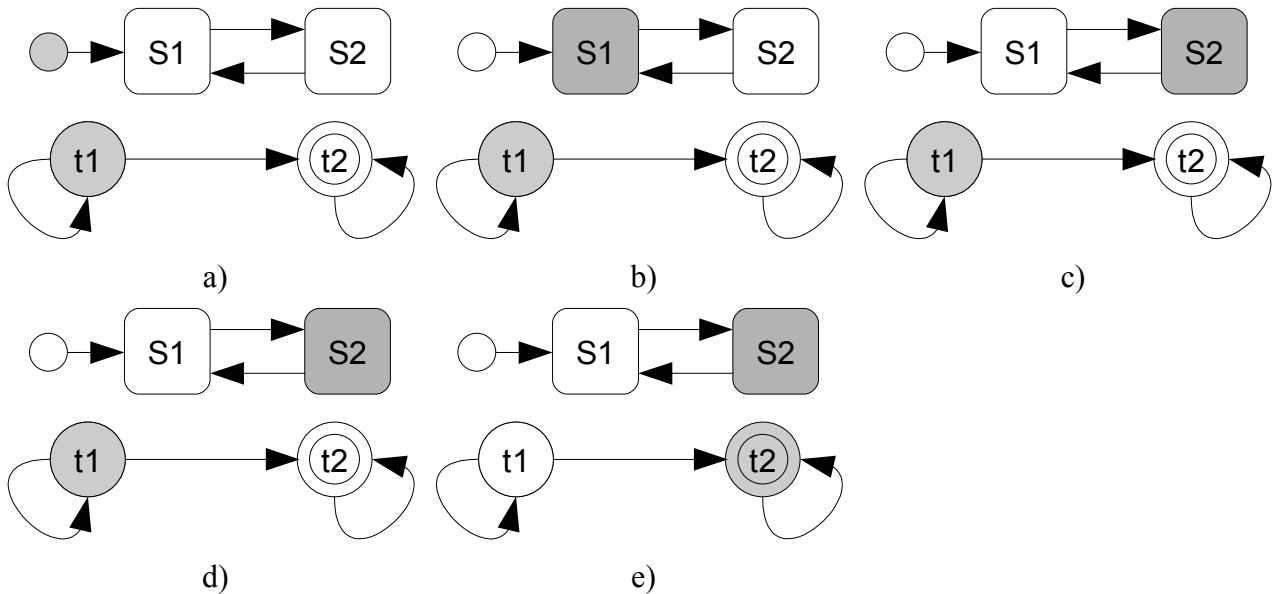 S1 S2 S1 S2 S1 S2
t1 t2 t1 t2 t1 t2
a) b) c)
S1 S2 S1 S2
t1 t2 t1 t2
d) e)